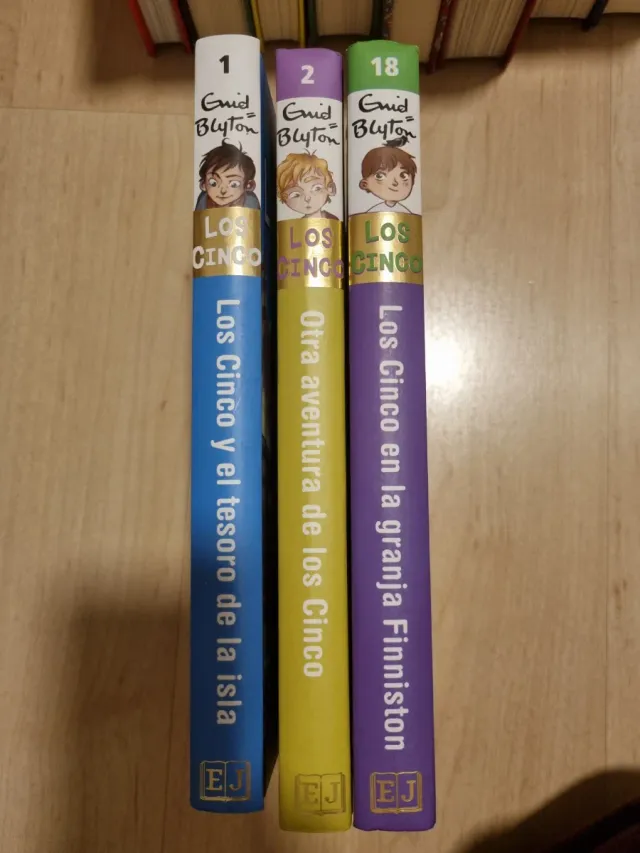 1
Enid
Blyton
LOS
CINCO
Los Cinco y el tesoro de la isla
EJ
2
Enid
Blyton
LOS
CINCO
Otra aventura de los Cinco
EJ
18
Enid
Blyton
LOS
CINCO
Los Cinco en la granja Finniston
EJ